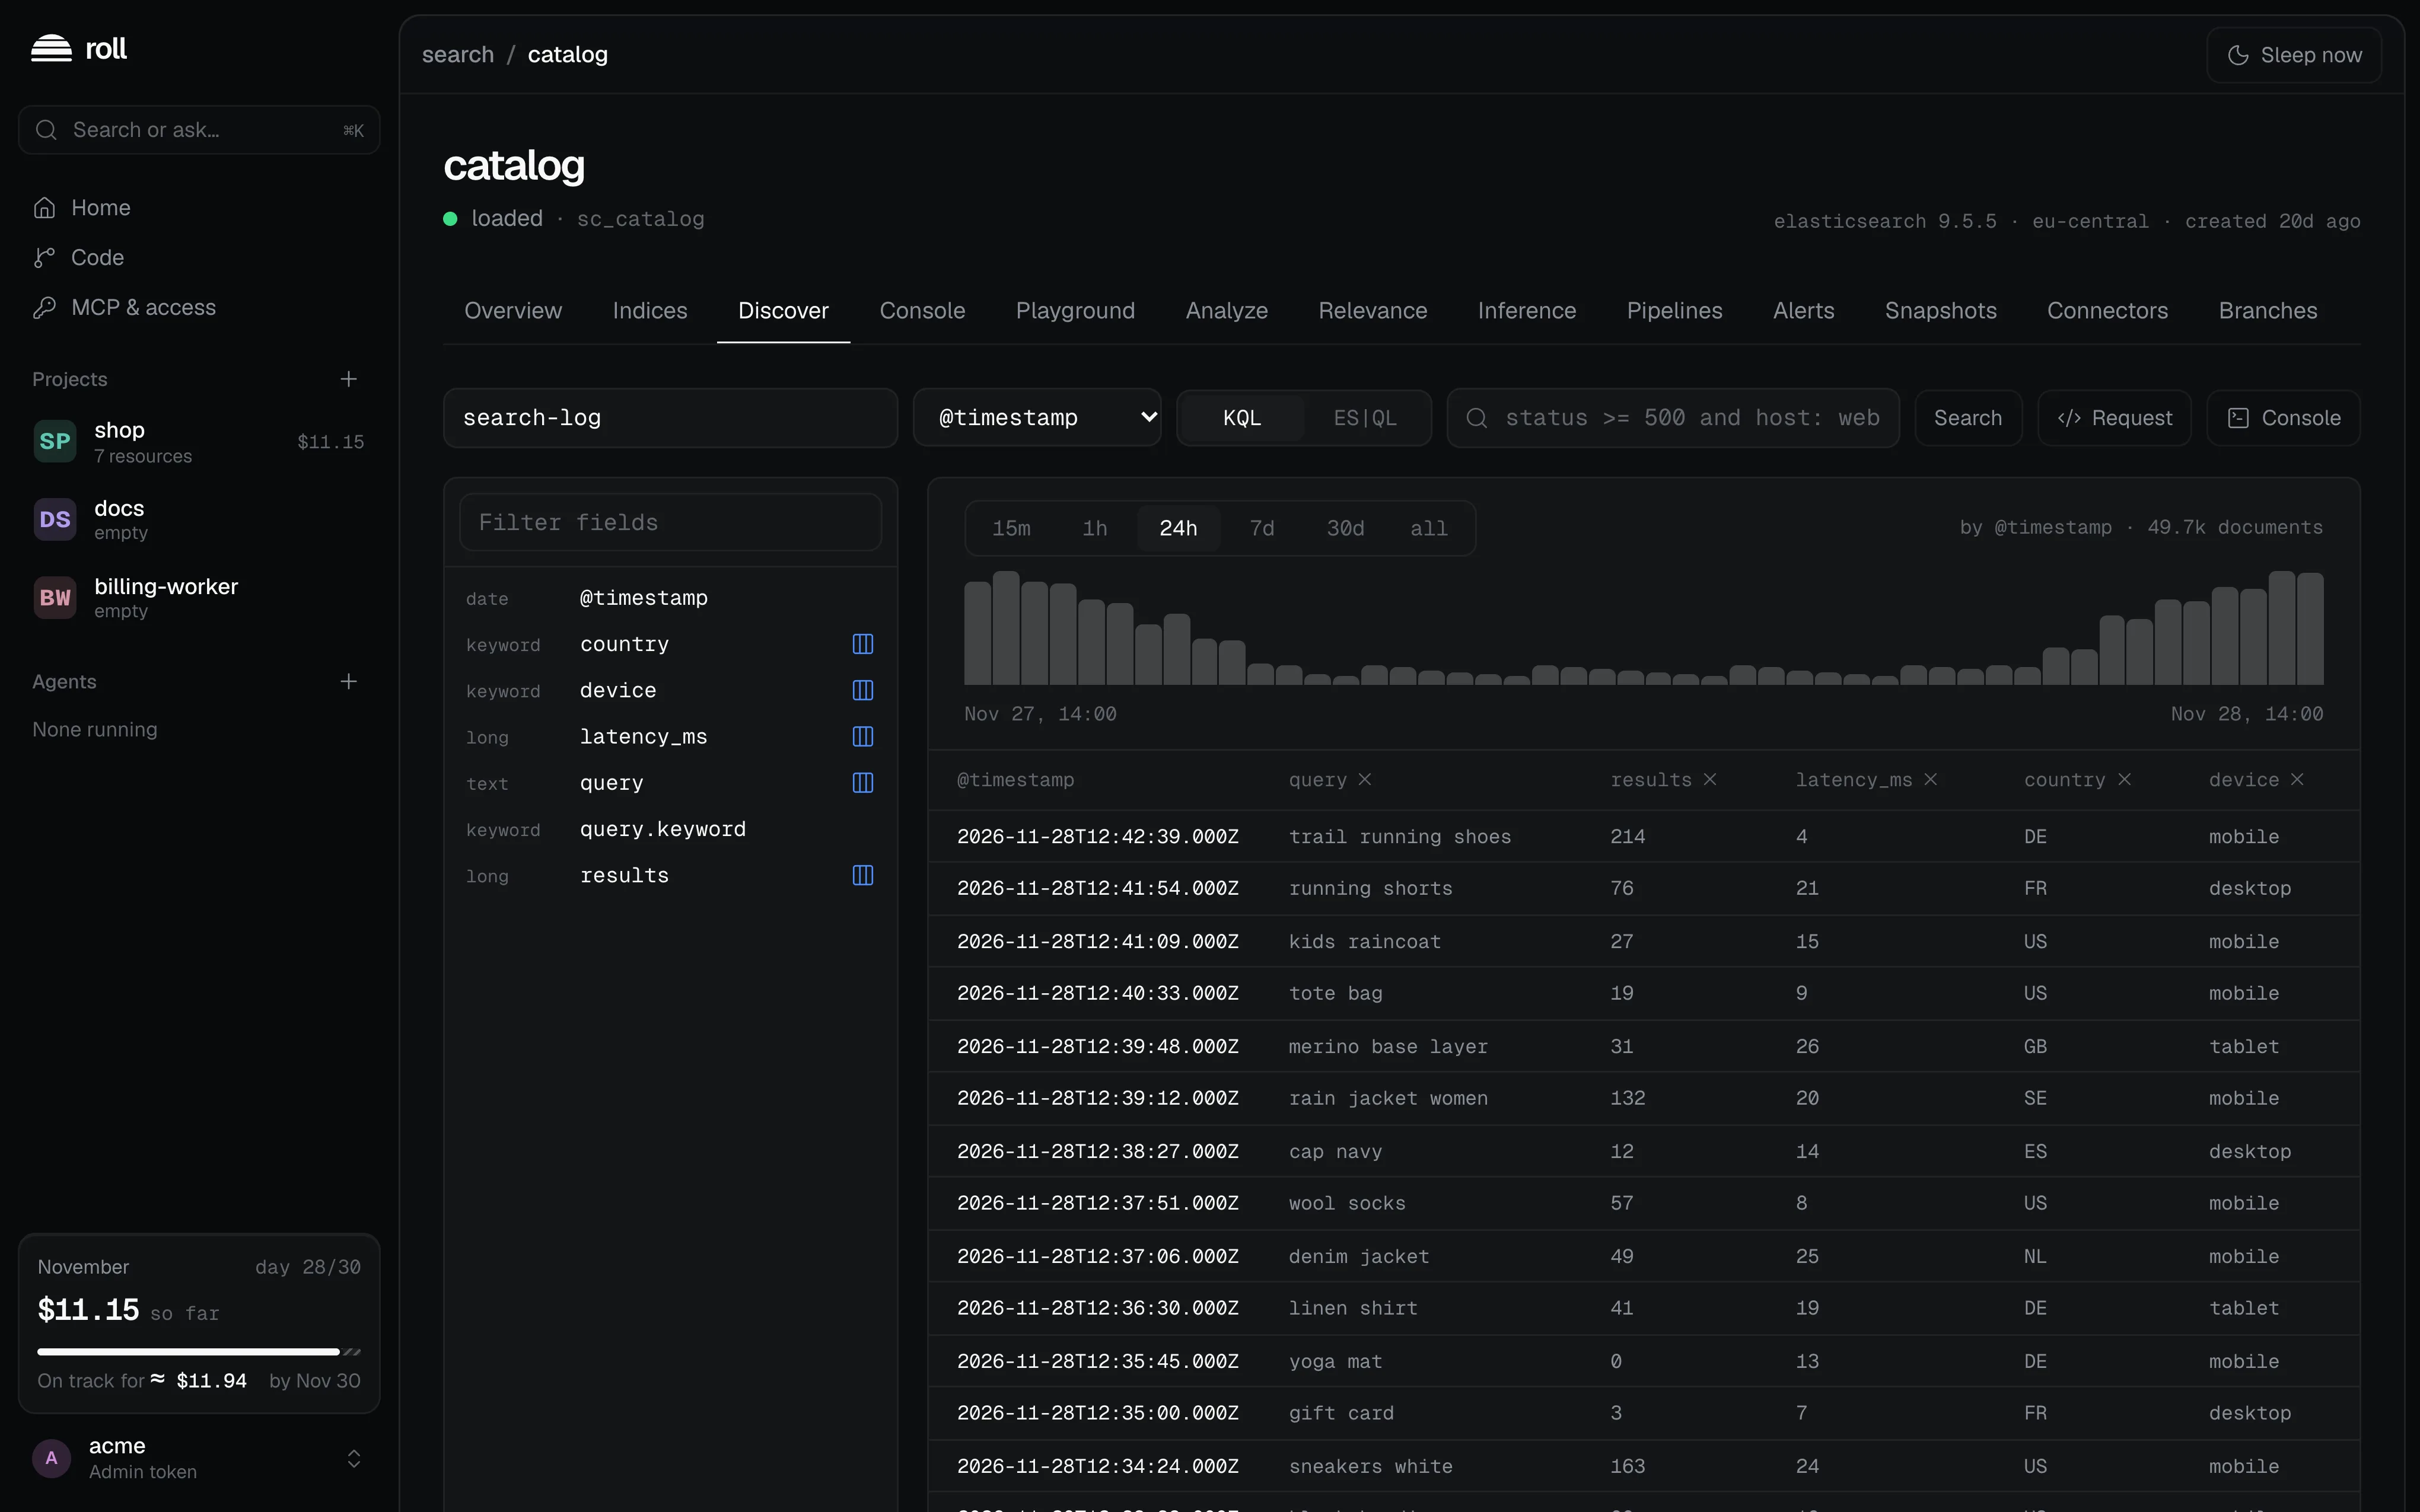 roll
Search or ask… ⌘K
Home
Code
MCP & access
Projects
SP shop $11.15
7 resources
DS docs
empty
BW billing-worker
empty
Agents
None running
November day 28/30
$11.15 so far
On track for ≈ $11.94 by Nov 30
A acme
Admin token
search / catalog
Sleep now
catalog
loaded · sc_catalog
elasticsearch 9.5.5 · eu-central · created 20d ago
Overview Indices Discover Console Playground Analyze Relevance Inference Pipelines Alerts Snapshots Connectors Branches
search-log @timestamp KQL ES|QL status >= 500 and host: web Search Request Console
Filter fields
date @timestamp
keyword country
keyword device
long latency_ms
text query
keyword query.keyword
long results
15m 1h 24h 7d 30d all
by @timestamp · 49.7k documents
Nov 27, 14:00 Nov 28, 14:00
@timestamp query results latency_ms country device
2026-11-28T12:42:39.000Z trail running shoes 214 4 DE mobile
2026-11-28T12:41:54.000Z running shorts 76 21 FR desktop
2026-11-28T12:41:09.000Z kids raincoat 27 15 US mobile
2026-11-28T12:40:33.000Z tote bag 19 9 US mobile
2026-11-28T12:39:48.000Z merino base layer 31 26 GB tablet
2026-11-28T12:39:12.000Z rain jacket women 132 20 SE mobile
2026-11-28T12:38:27.000Z cap navy 12 14 ES desktop
2026-11-28T12:37:51.000Z wool socks 57 8 US mobile
2026-11-28T12:37:06.000Z denim jacket 49 25 NL mobile
2026-11-28T12:36:30.000Z linen shirt 41 19 DE tablet
2026-11-28T12:35:45.000Z yoga mat 0 13 DE mobile
2026-11-28T12:35:00.000Z gift card 3 7 FR desktop
2026-11-28T12:34:24.000Z sneakers white 163 24 US mobile